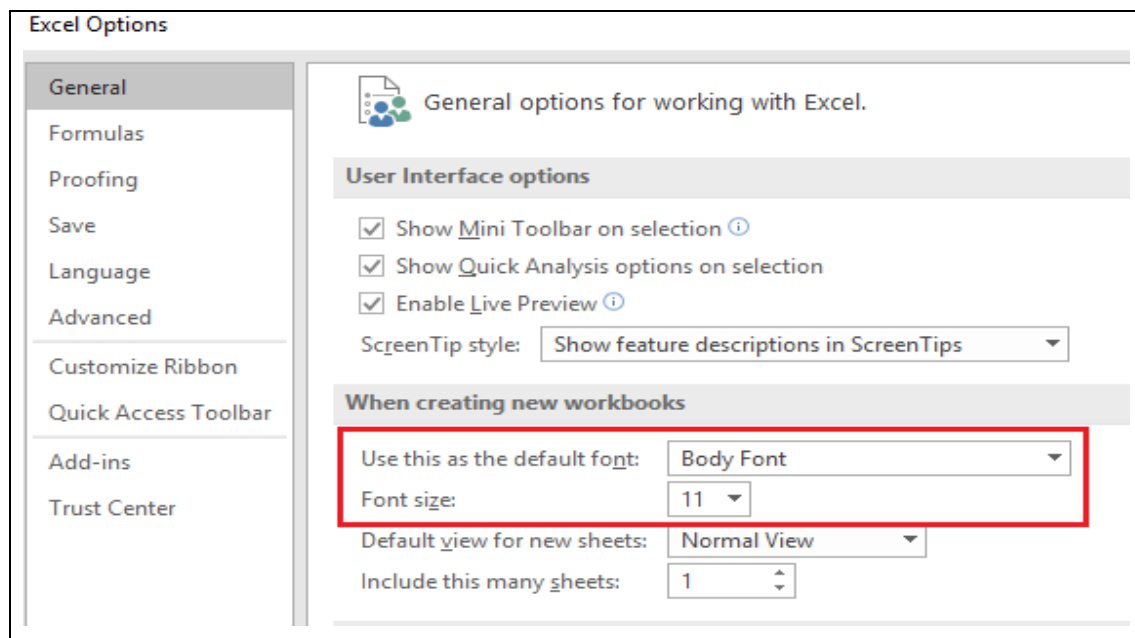 Excel Options
General
Formulas
Proofing
Save
Language
Advanced
Customize Ribbon
Quick Access Toolbar
Add-ins
Trust Center
General options for working with Excel.
User Interface options
Show Mini Toolbar on selection
Show Quick Analysis options on selection
Enable Live Preview
ScreenTip style: Show feature descriptions in ScreenTips
When creating new workbooks
Use this as the default font: Body Font
Font size: 11
Default view for new sheets: Normal View
Include this many sheets: 1